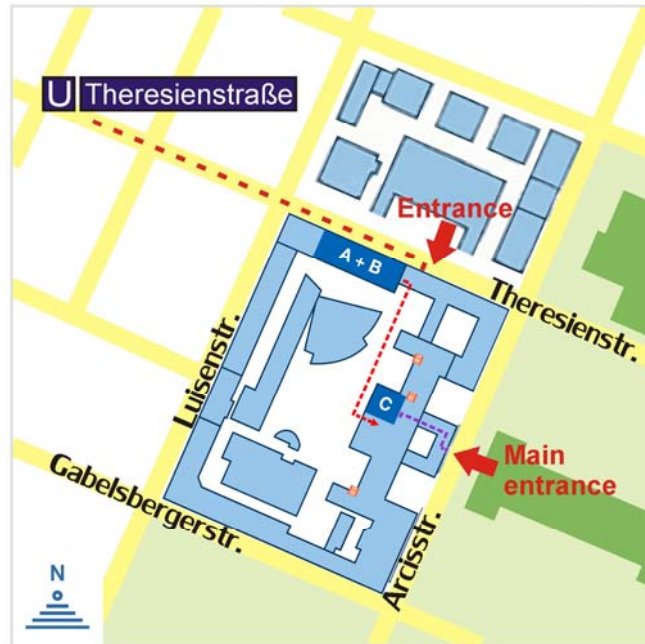 U Theresienstraße
Entrance
A + B
Theresienstr.
Luisenstr.
C
Main
entrance
Gabelsbergerstr.
Arcisstr.
N